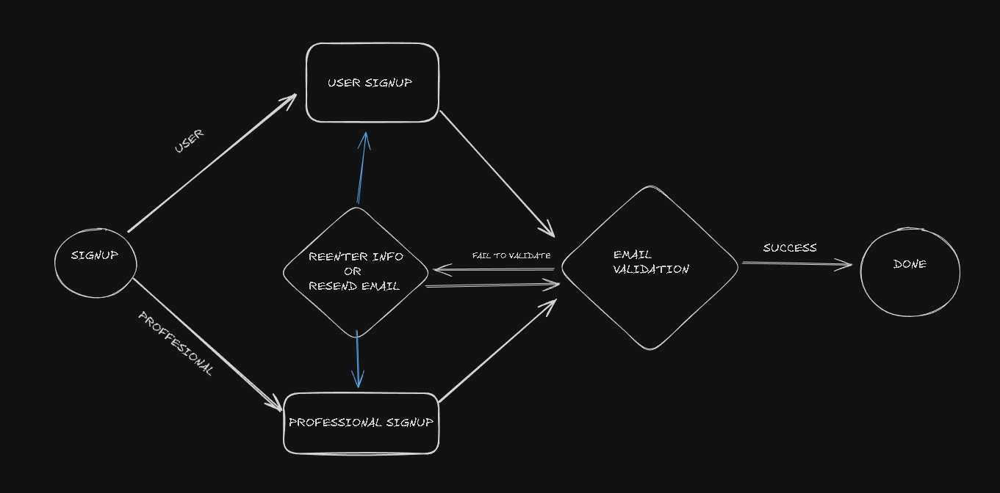 USER SIGNUP
USER
SIGNUP
REENTER INFO
OR
RESEND EMAIL
FAIL TO VALIDATE
EMAIL
VALIDATION
SUCCESS
DONE
PROFFESIONAL
PROFESSIONAL SIGNUP